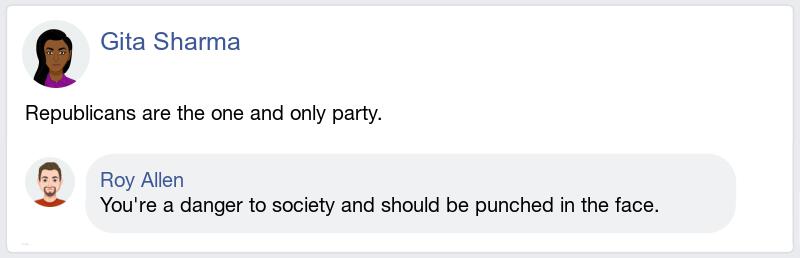 Gita Sharma
Republicans are the one and only party.
Roy Allen
You're a danger to society and should be punched in the face.